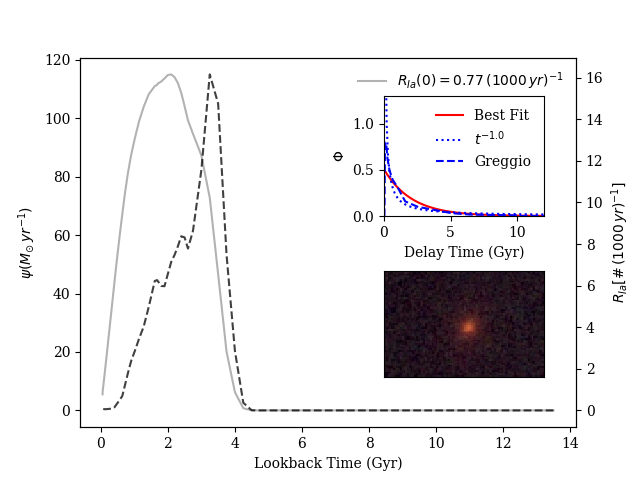 120
100
80
60
40
20
0
ψ(M⊙ yr⁻¹)
R_Ia(0) = 0.77 (1000 yr)⁻¹
1.0
0.5
0.0
Φ
Best Fit
t⁻¹·⁰
Greggio
0 5 10
Delay Time (Gyr)
16
14
12
10
8
6
4
2
0
R_Ia[# (1000 yr)⁻¹]
0 2 4 6 8 10 12 14
Lookback Time (Gyr)